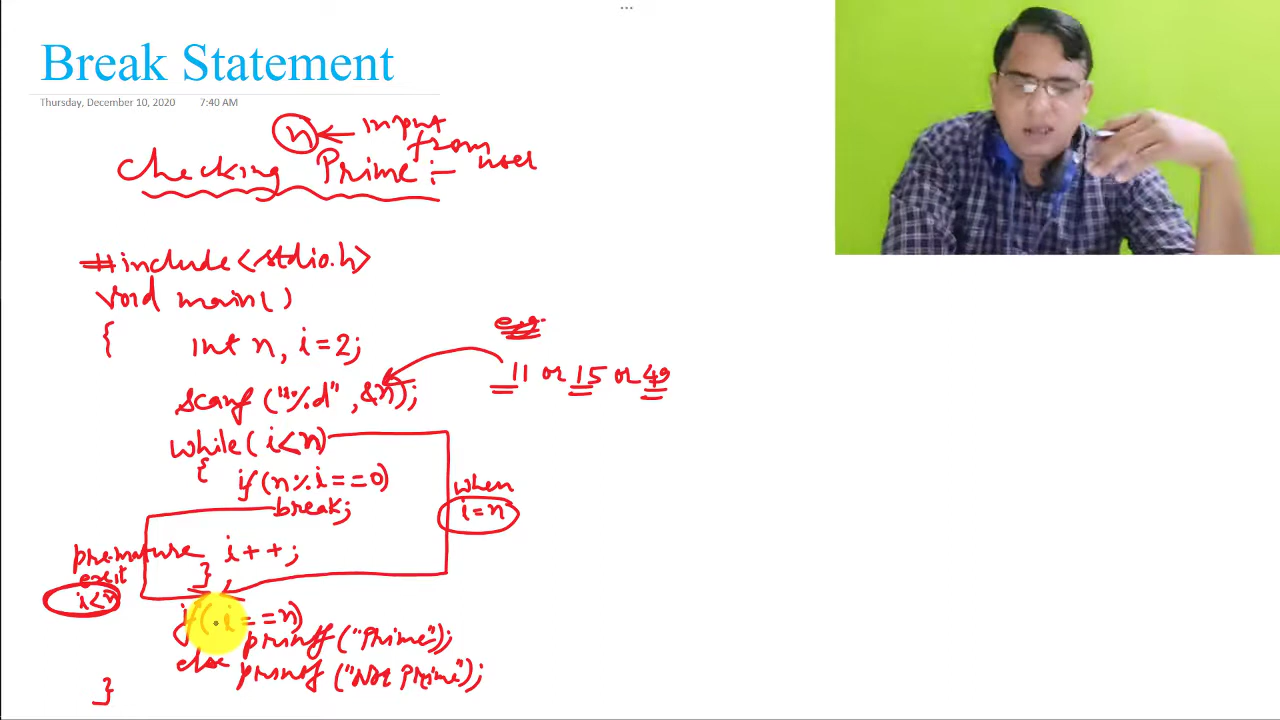 Break Statement
Thursday, December 10, 2020 7:40 AM
n ← input from user
Checking Prime :-
#include<stdio.h>
void main()
{
int n, i=2;
e.g.
11 or 15 or 49
scanf("%d", &n);
while(i<n)
{
if(n%i==0)
break;
when
i=n
premature
exit
i<n
i++;
}
if(i==n)
printf("Prime");
else printf("Not Prime");
}